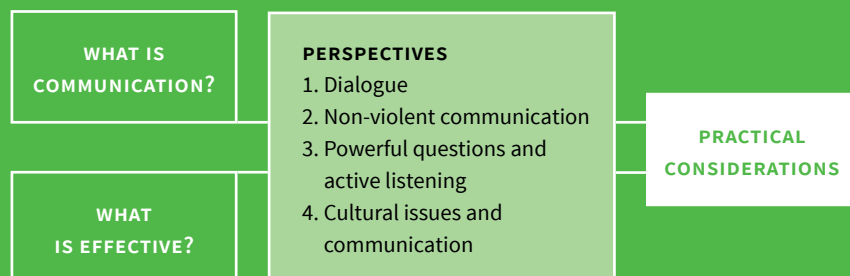 WHAT IS
COMMUNICATION?
WHAT
IS EFFECTIVE?
PERSPECTIVES
1. Dialogue
2. Non-violent communication
3. Powerful questions and
active listening
4. Cultural issues and
communication
PRACTICAL
CONSIDERATIONS